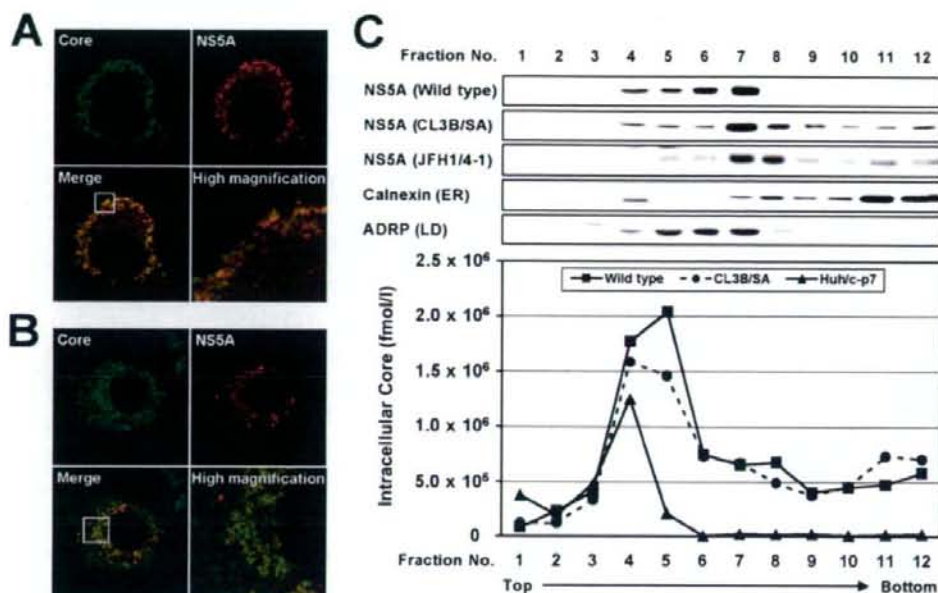 A
Core
NS5A
Merge
High magnification
B
Core
NS5A
Merge
High magnification
C
Fraction No. 1 2 3 4 5 6 7 8 9 10 11 12
NS5A (Wild type)
NS5A (CL3B/SA)
NS5A (JFH1/4-1)
Calnexin (ER)
ADRP (LD)
Wild type CL3B/SA Huh/c-p7
Intracellular Core (fmol/l)
2.5 x 10⁶
2.0 x 10⁶
1.5 x 10⁶
1.0 x 10⁶
5.0 x 10⁵
0
Fraction No. 1 2 3 4 5 6 7 8 9 10 11 12
Top Bottom